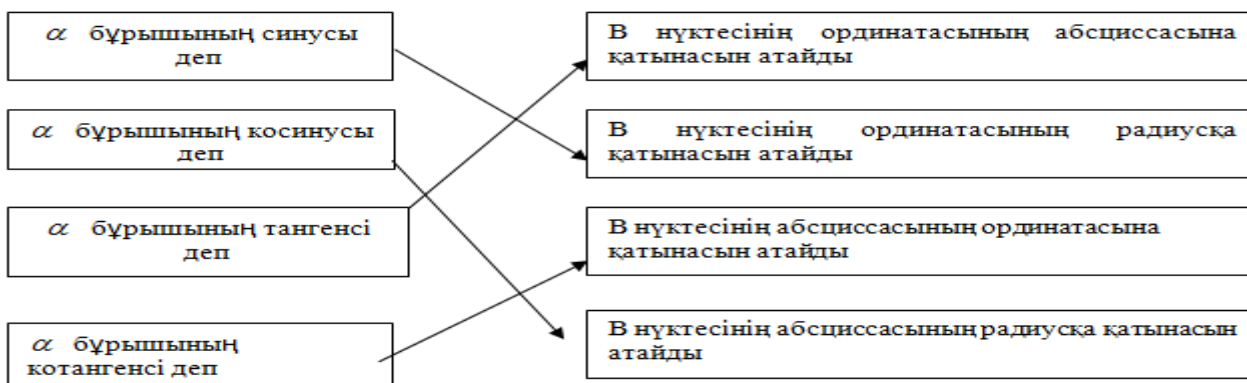 α бұрышының синусы
деп
В нүктесінің ординатасының абсциссасына
қатынасын атайды
α бұрышының косинусы
деп
В нүктесінің ординатасының радиусқа
қатынасын атайды
α бұрышының тангенсі
деп
В нүктесінің абсциссасының ординатасына
қатынасын атайды
α бұрышының
котангенсі деп
В нүктесінің абсциссасының радиусқа қатынасын
атайды